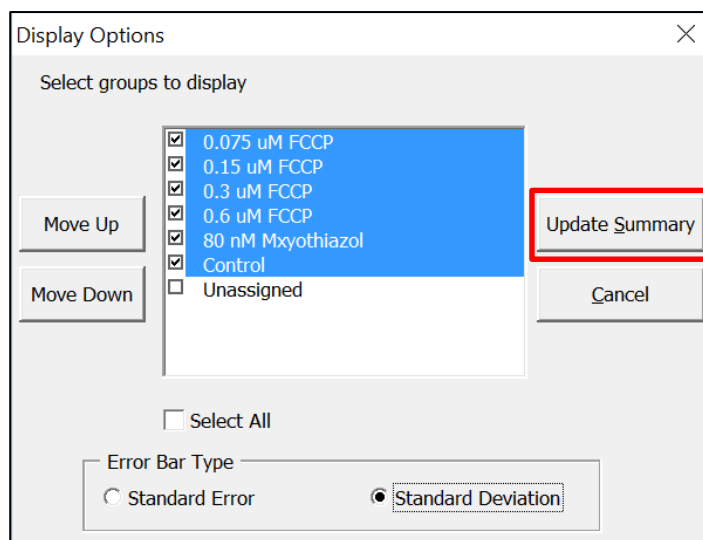 Display Options
Select groups to display
0.075 uM FCCP
0.15 uM FCCP
0.3 uM FCCP
0.6 uM FCCP
80 nM Mxyothiazol
Control
Unassigned
Move Up
Move Down
Update Summary
Cancel
Select All
Error Bar Type
Standard Error
Standard Deviation